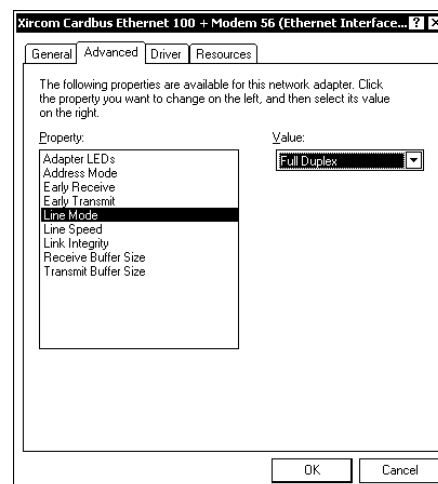 Xircom Cardbus Ethernet 100 + Modem 56 (Ethernet Interface... ? X
General Advanced Driver Resources
The following properties are available for this network adapter. Click
the property you want to change on the left, and then select its value
on the right.
Property:
Value:
Adapter LEDs
Address Mode
Early Receive
Early Transmit
Line Mode
Line Speed
Link Integrity
Receive Buffer Size
Transmit Buffer Size
Full Duplex
OK Cancel